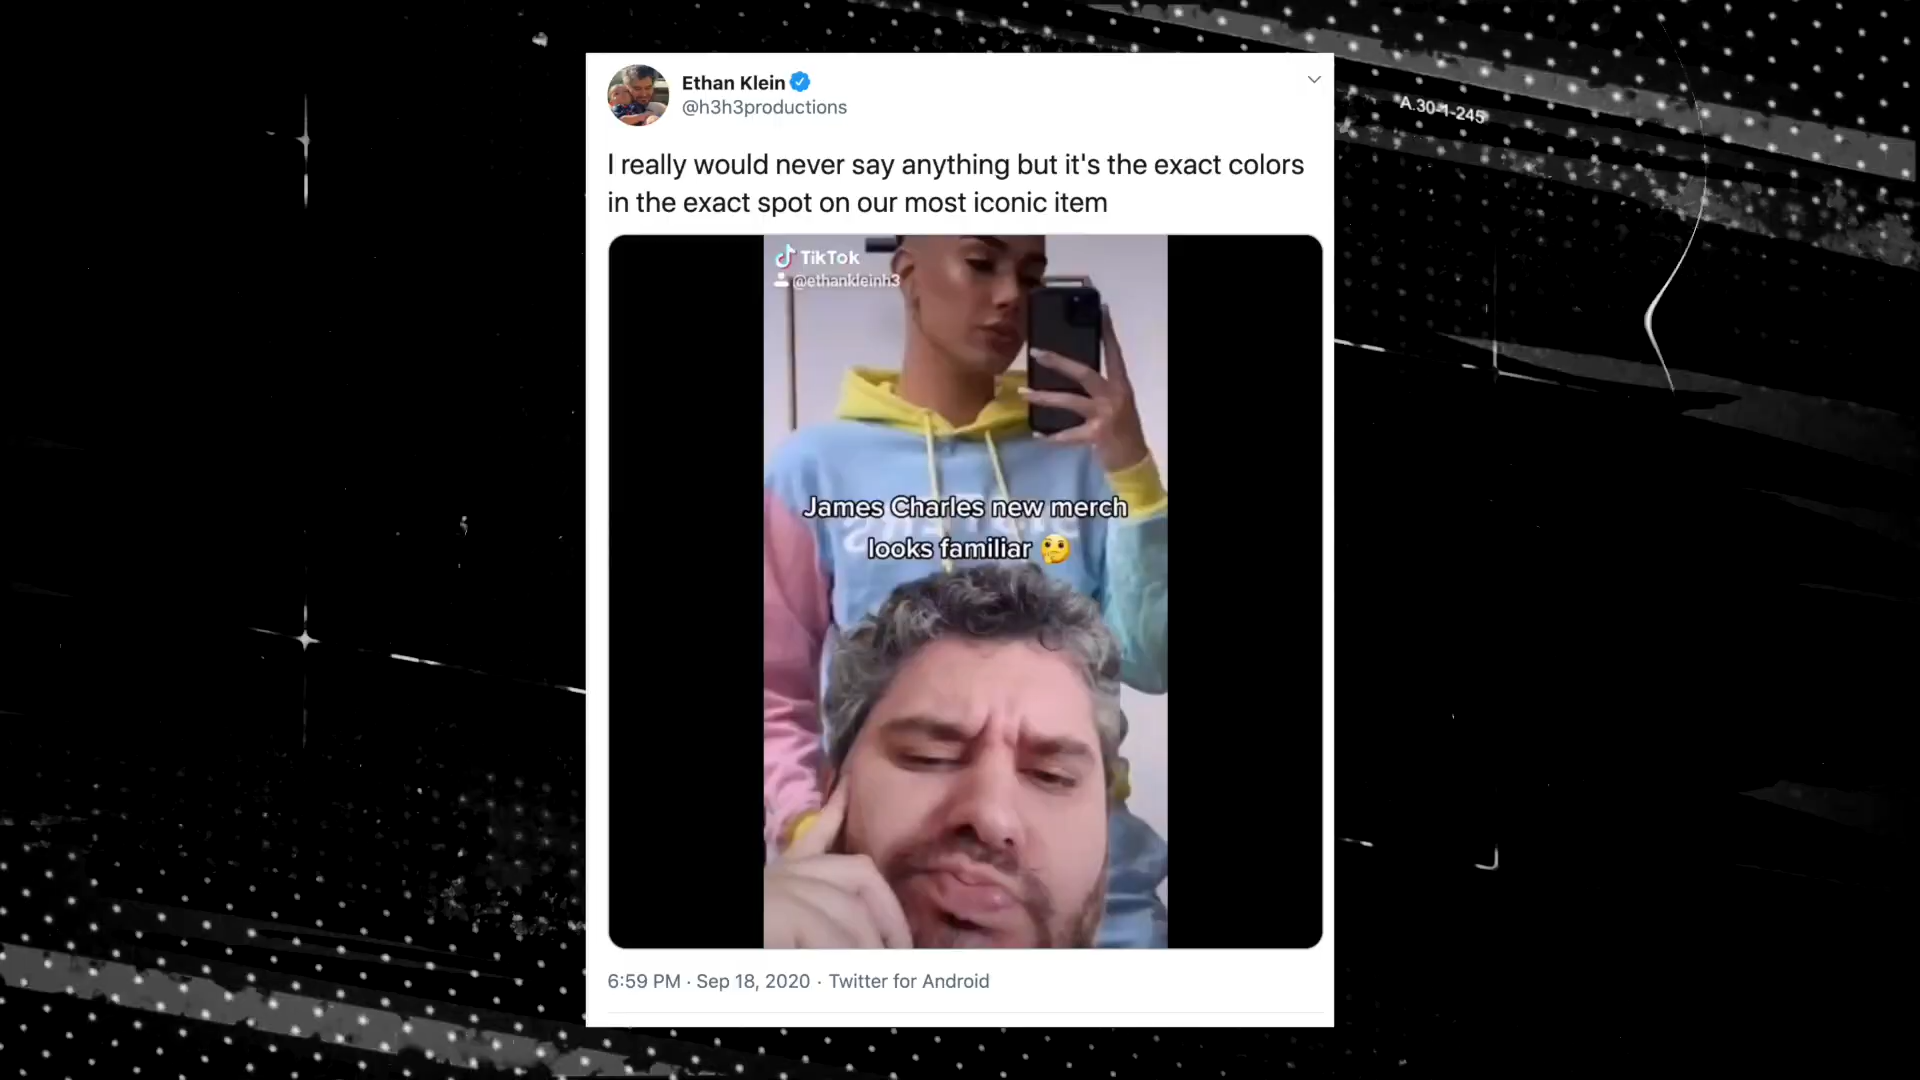 Ethan Klein
@h3h3productions
A.30-1-245
I really would never say anything but it's the exact colors
in the exact spot on our most iconic item
TikTok
@ethankleinh3
James Charles new merch
looks familiar 🤔
6:59 PM · Sep 18, 2020 · Twitter for Android